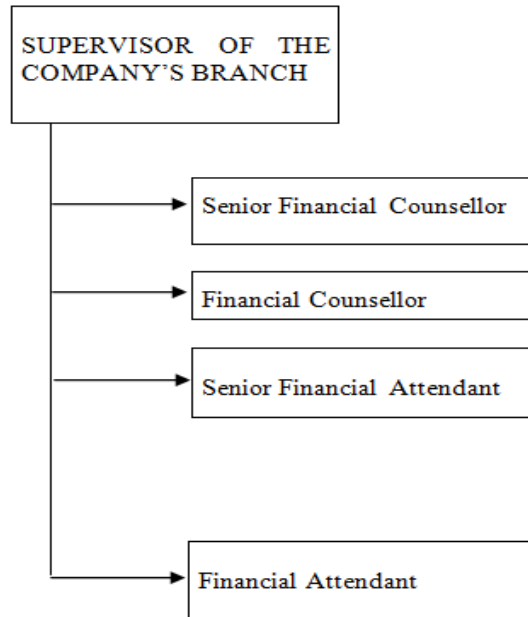 SUPERVISOR OF THE
COMPANY'S BRANCH
Senior Financial Counsellor
Financial Counsellor
Senior Financial Attendant
Financial Attendant